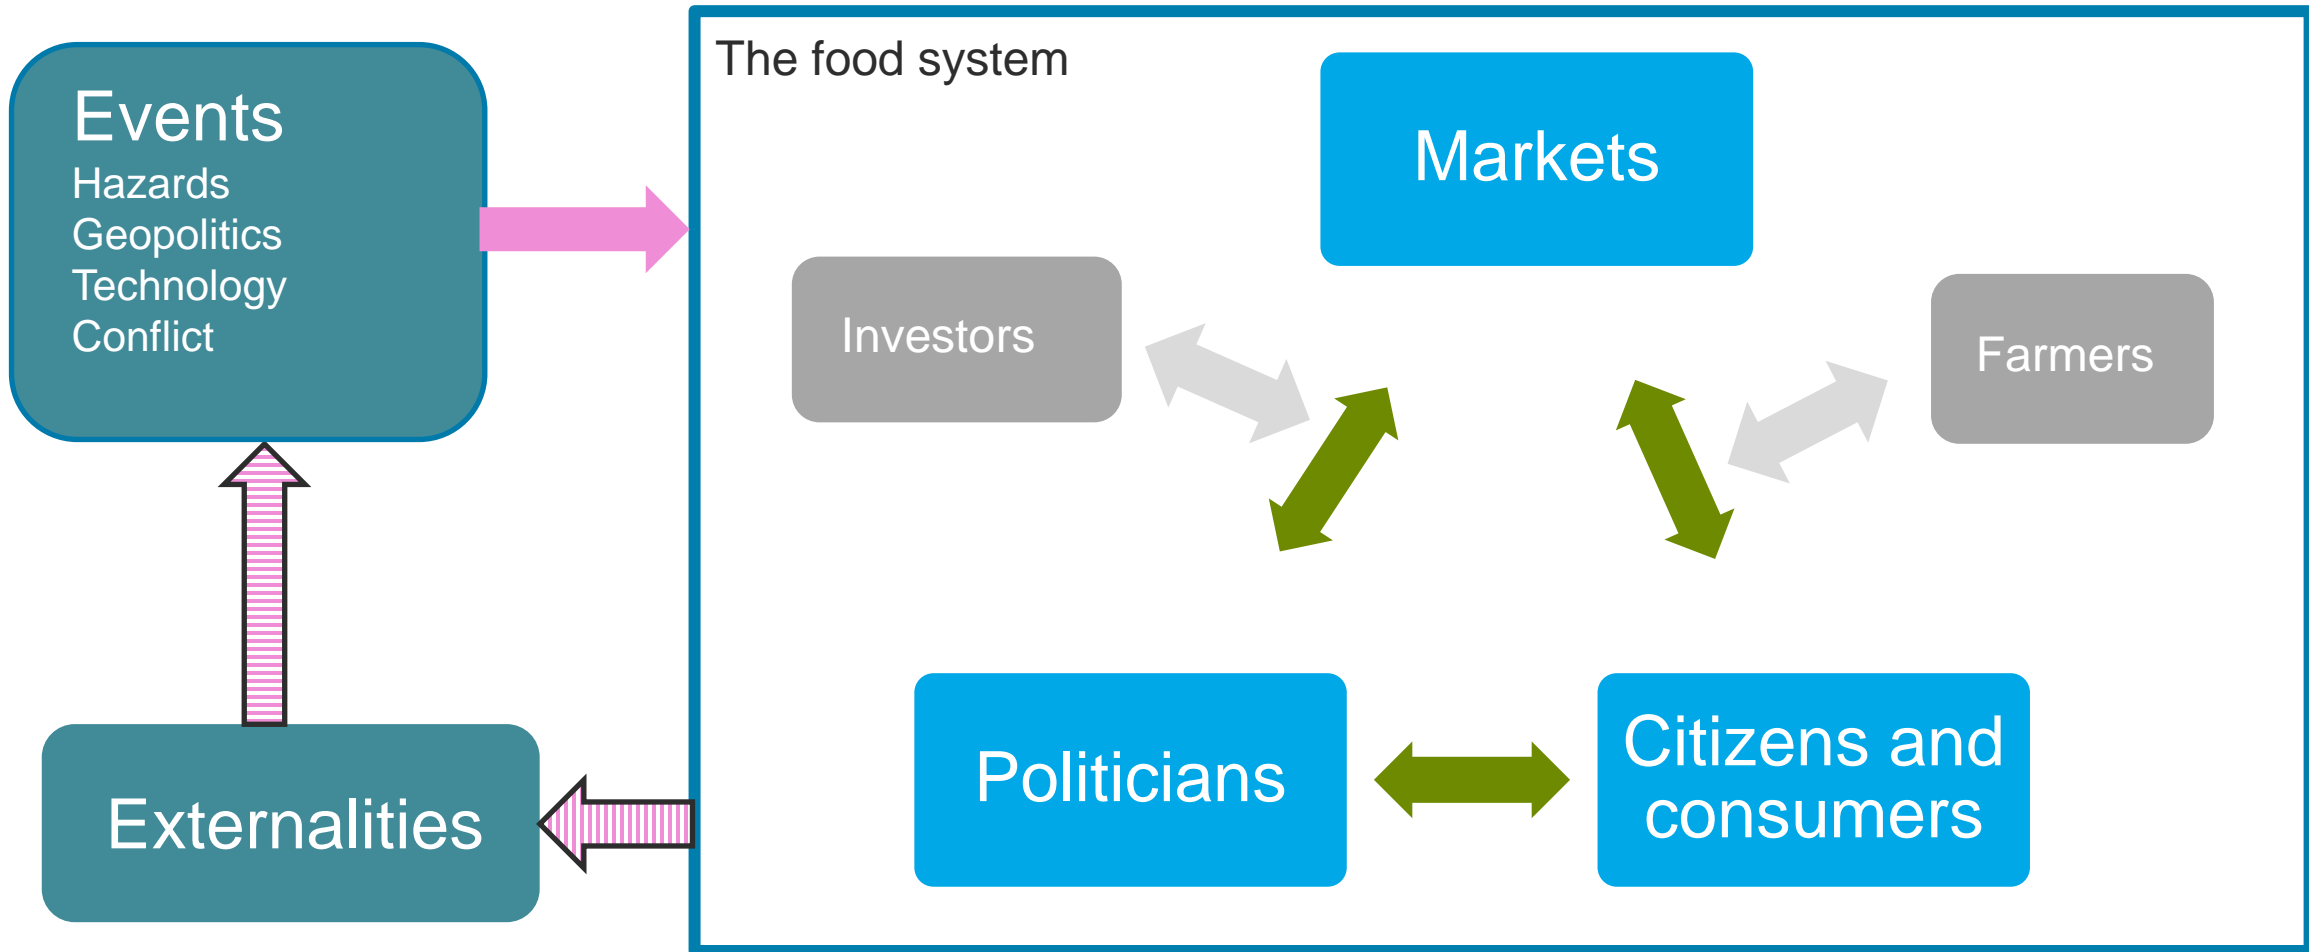 Events
Hazards
Geopolitics
Technology
Conflict
The food system
Markets
Investors
Farmers
Externalities
Politicians
Citizens and
consumers